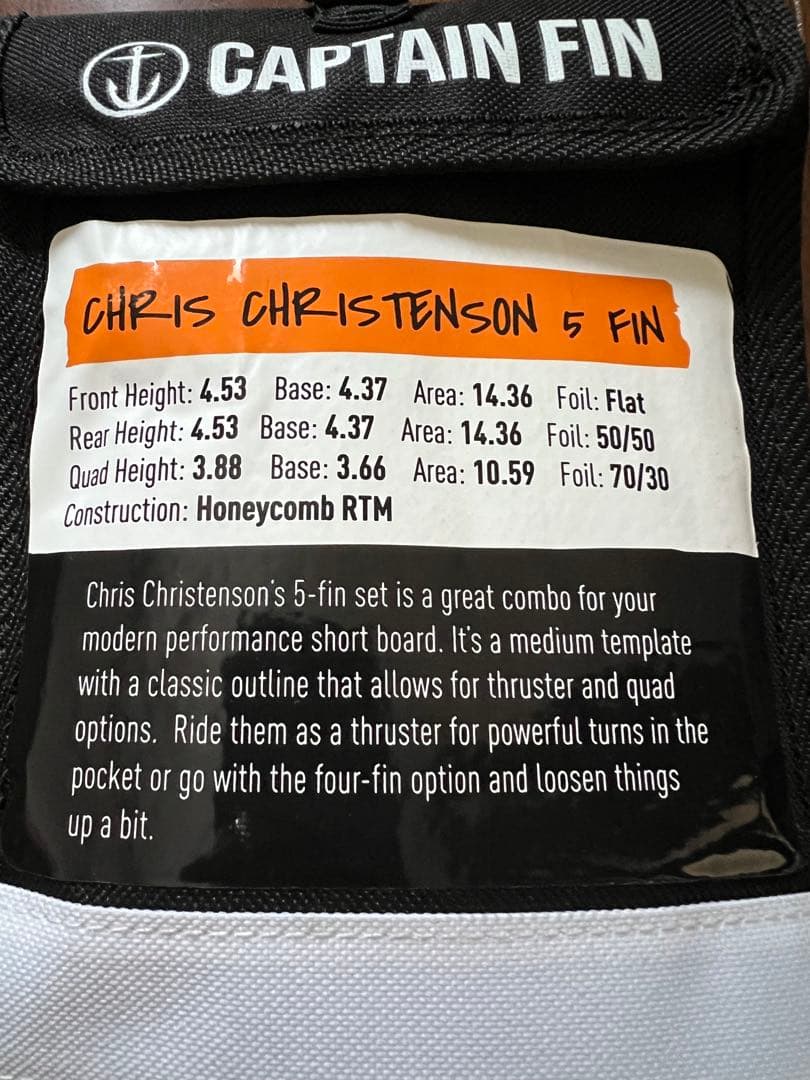 CAPTAIN FIN
CHRIS CHRISTENSON 5 FIN
Front Height: 4.53 Base: 4.37 Area: 14.36 Foil: Flat
Rear Height: 4.53 Base: 4.37 Area: 14.36 Foil: 50/50
Quad Height: 3.88 Base: 3.66 Area: 10.59 Foil: 70/30
Construction: Honeycomb RTM
Chris Christenson's 5-fin set is a great combo for your
modern performance short board. It's a medium template
with a classic outline that allows for thruster and quad
options. Ride them as a thruster for powerful turns in the
pocket or go with the four-fin option and loosen things
up a bit.